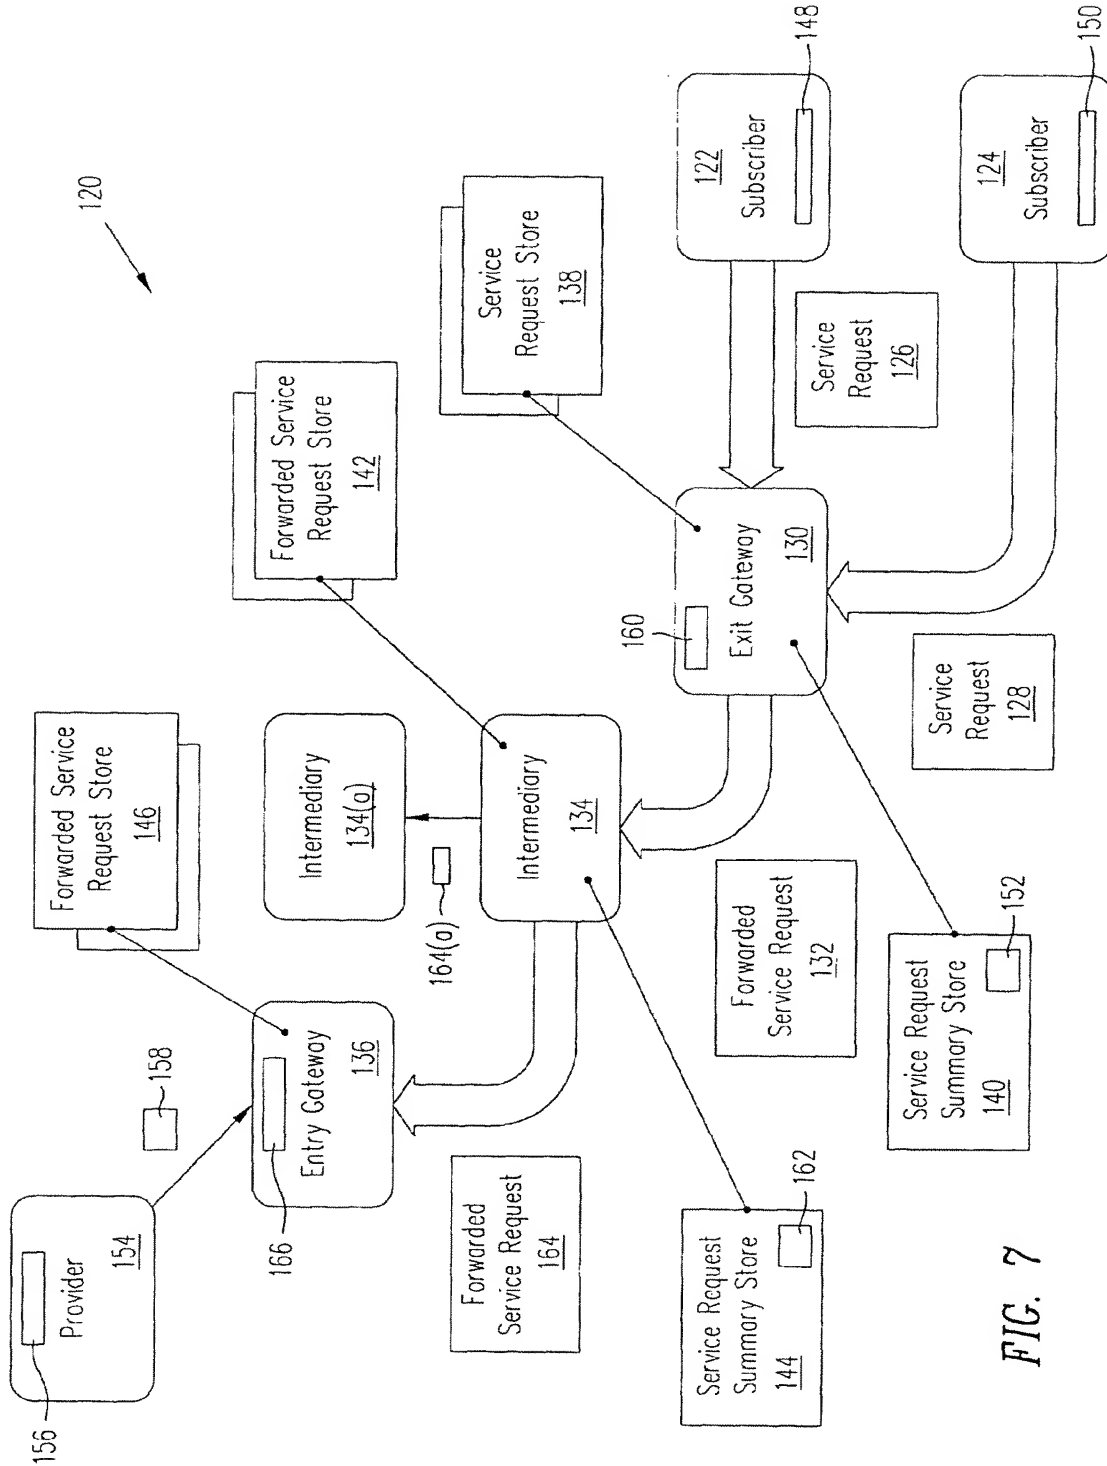 156
Provider
154
158
Forwarded Service
Request Store
146
120
166
Entry Gateway
136
Intermediary
134(a)
Forwarded Service
Request Store
142
164(a)
Forwarded
Service Request
164
Intermediary
134
Service
Request Store
138
Service Request
Summary Store
144
162
Forwarded
Service Request
132
160
Exit Gateway
130
122
Subscriber
148
Service
Request
126
Service Request
Summary Store
140
152
Service
Request
128
124
Subscriber
150
FIG. 7